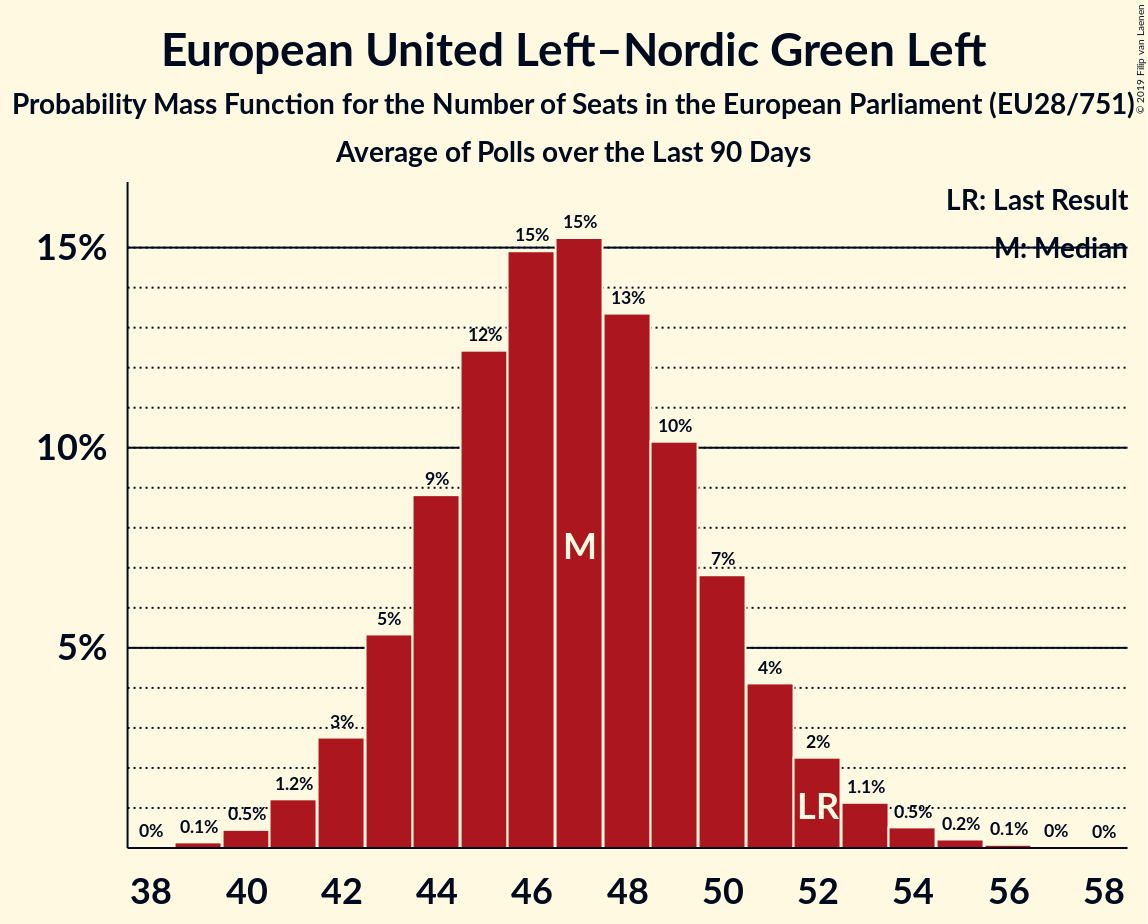 European United Left–Nordic Green Left
Probability Mass Function for the Number of Seats in the European Parliament (EU28/751)
Average of Polls over the Last 90 Days
© 2019 Filip van Laenen
LR: Last Result
M: Median
15%
10%
5%
0%
0.1%
0.5%
1.2%
3%
5%
9%
12%
15%
15%
13%
10%
7%
4%
2%
1.1%
0.5%
0.2%
0.1%
0%
0%
M
LR
38 40 42 44 46 48 50 52 54 56 58